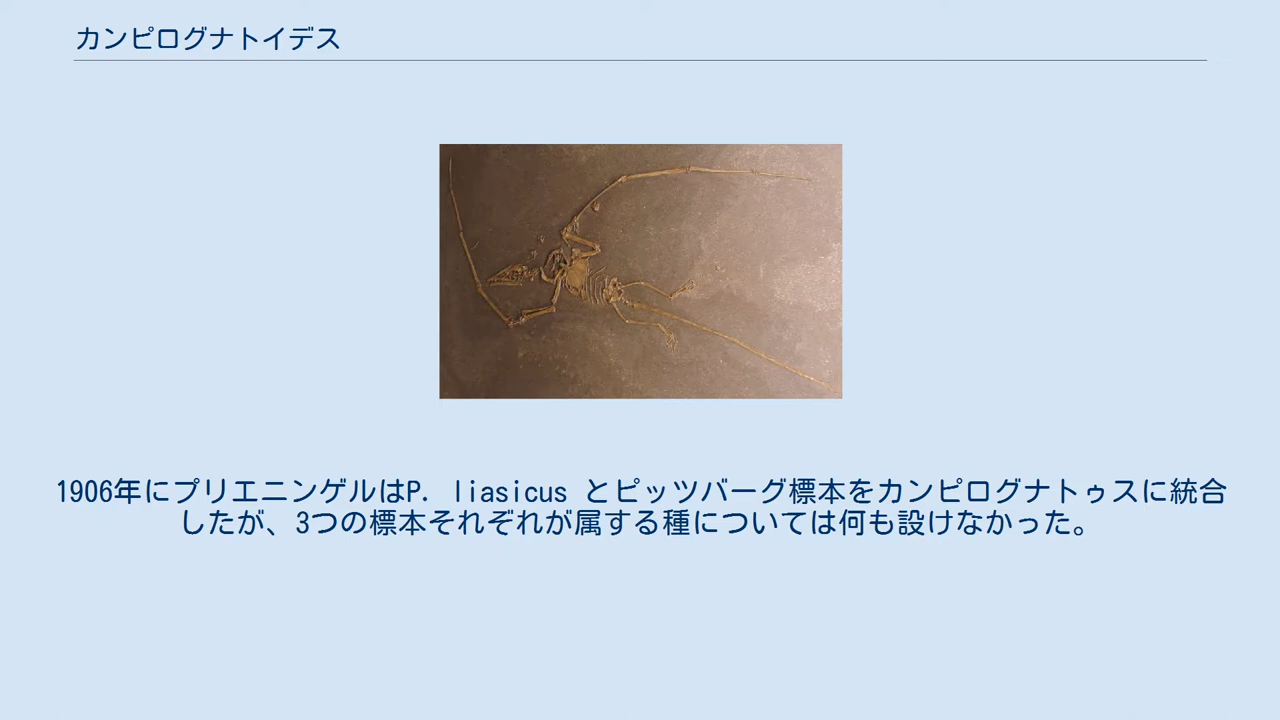 カンピログナトイデス
1906年にプリエニンゲルはP. liasicus とピッツバーグ標本をカンピログナトゥスに統合
したが、3つの標本それぞれが属する種については何も設けなかった。